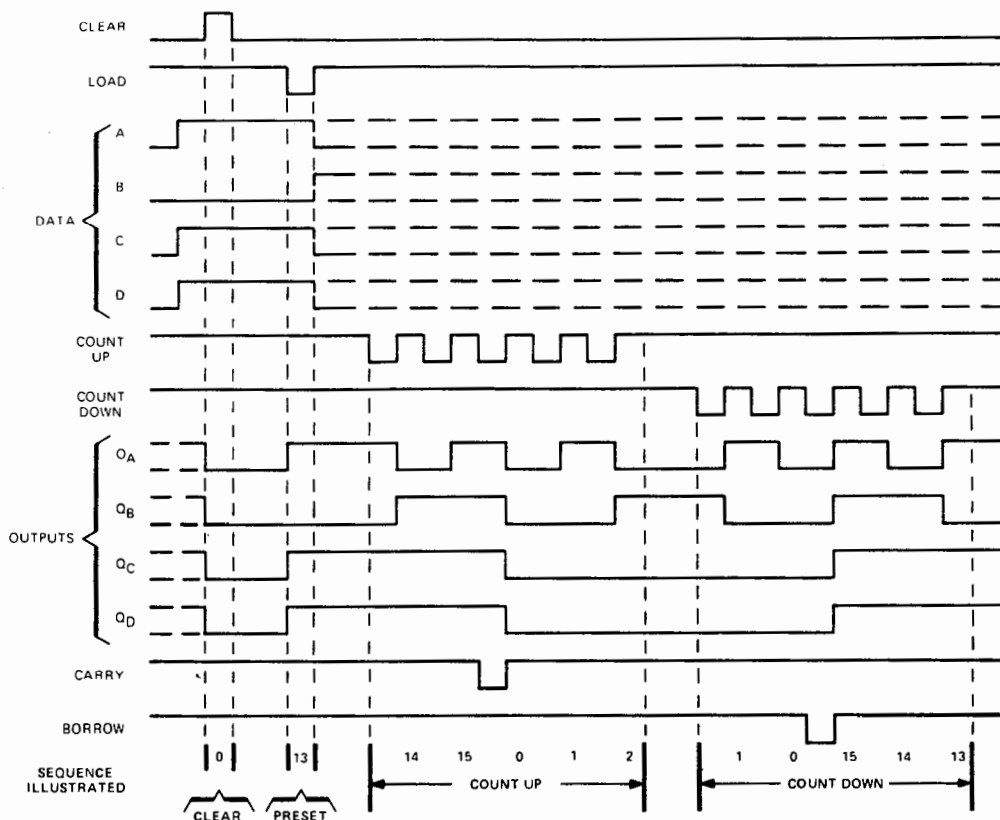 CLEAR
LOAD
A
B
DATA
C
D
COUNT
UP
COUNT
DOWN
OA
QB
OUTPUTS
QC
QD
CARRY
BORROW
SEQUENCE
ILLUSTRATED
0 13 14 15 0 1 2 1 0 15 14 13
COUNT UP COUNT DOWN
CLEAR PRESET